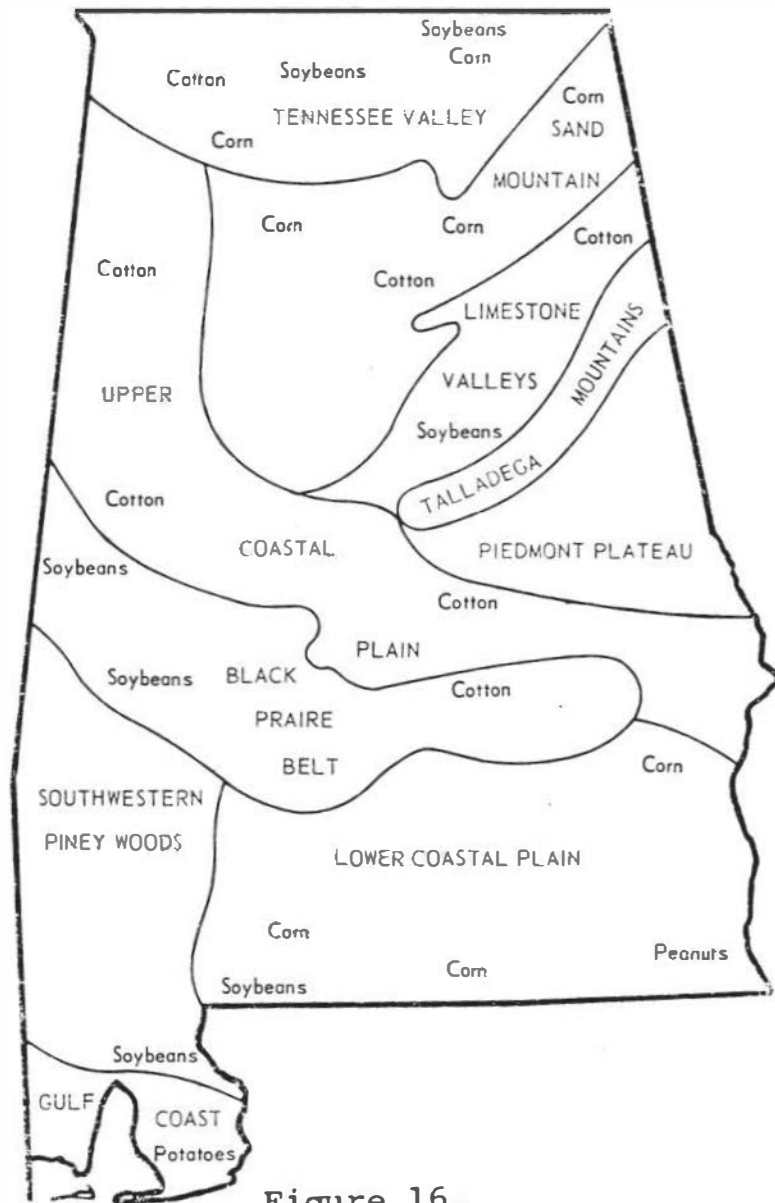 Soybeans
Corn
Cotton
Soybeans
TENNESSEE VALLEY
Corn
Corn
SAND
MOUNTAIN
Corn
Corn
Cotton
Cotton
Cotton
LIMESTONE
UPPER
VALLEYS
MOUNTAINS
Soybeans
TALLADEGA
Cotton
COASTAL
PIEDMONT PLATEAU
Soybeans
Cotton
PLAIN
Soybeans
BLACK
Cotton
PRAIRE
BELT
Corn
SOUTHWESTERN
PINEY WOODS
LOWER COASTAL PLAIN
Corn
Peanuts
Soybeans
Corn
Soybeans
GULF
COAST
Potatoes
Figure 16.